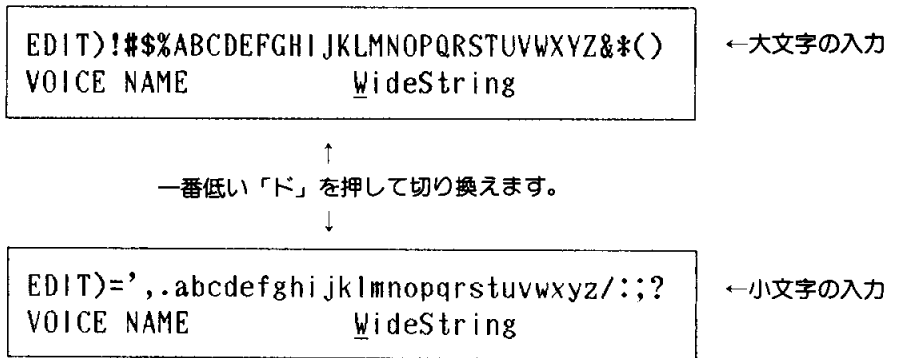 EDIT)!#$%ABCDEFGHIJKLMNOPQRSTUVWXYZ&*() ←大文字の入力
VOICE NAME WideString
↑
一番低い「ド」を押して切り換えます。
↓
EDIT)=',.abcdefghijklmnopqrstuvwxyz/:;? ←小文字の入力
VOICE NAME WideString